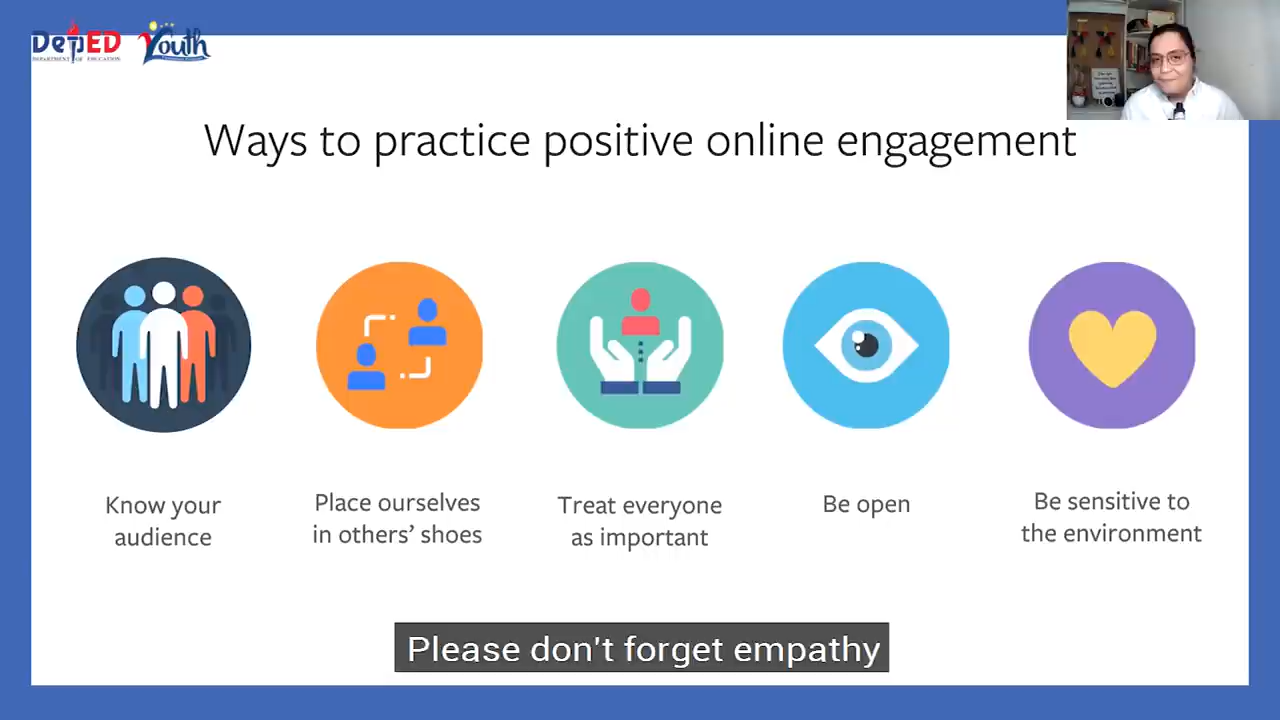 DepED
DEPARTMENT OF EDUCATION
Youth
Ways to practice positive online engagement
Know your
audience
Place ourselves
in others’ shoes
Treat everyone
as important
Be open
Be sensitive to
the environment
Please don't forget empathy